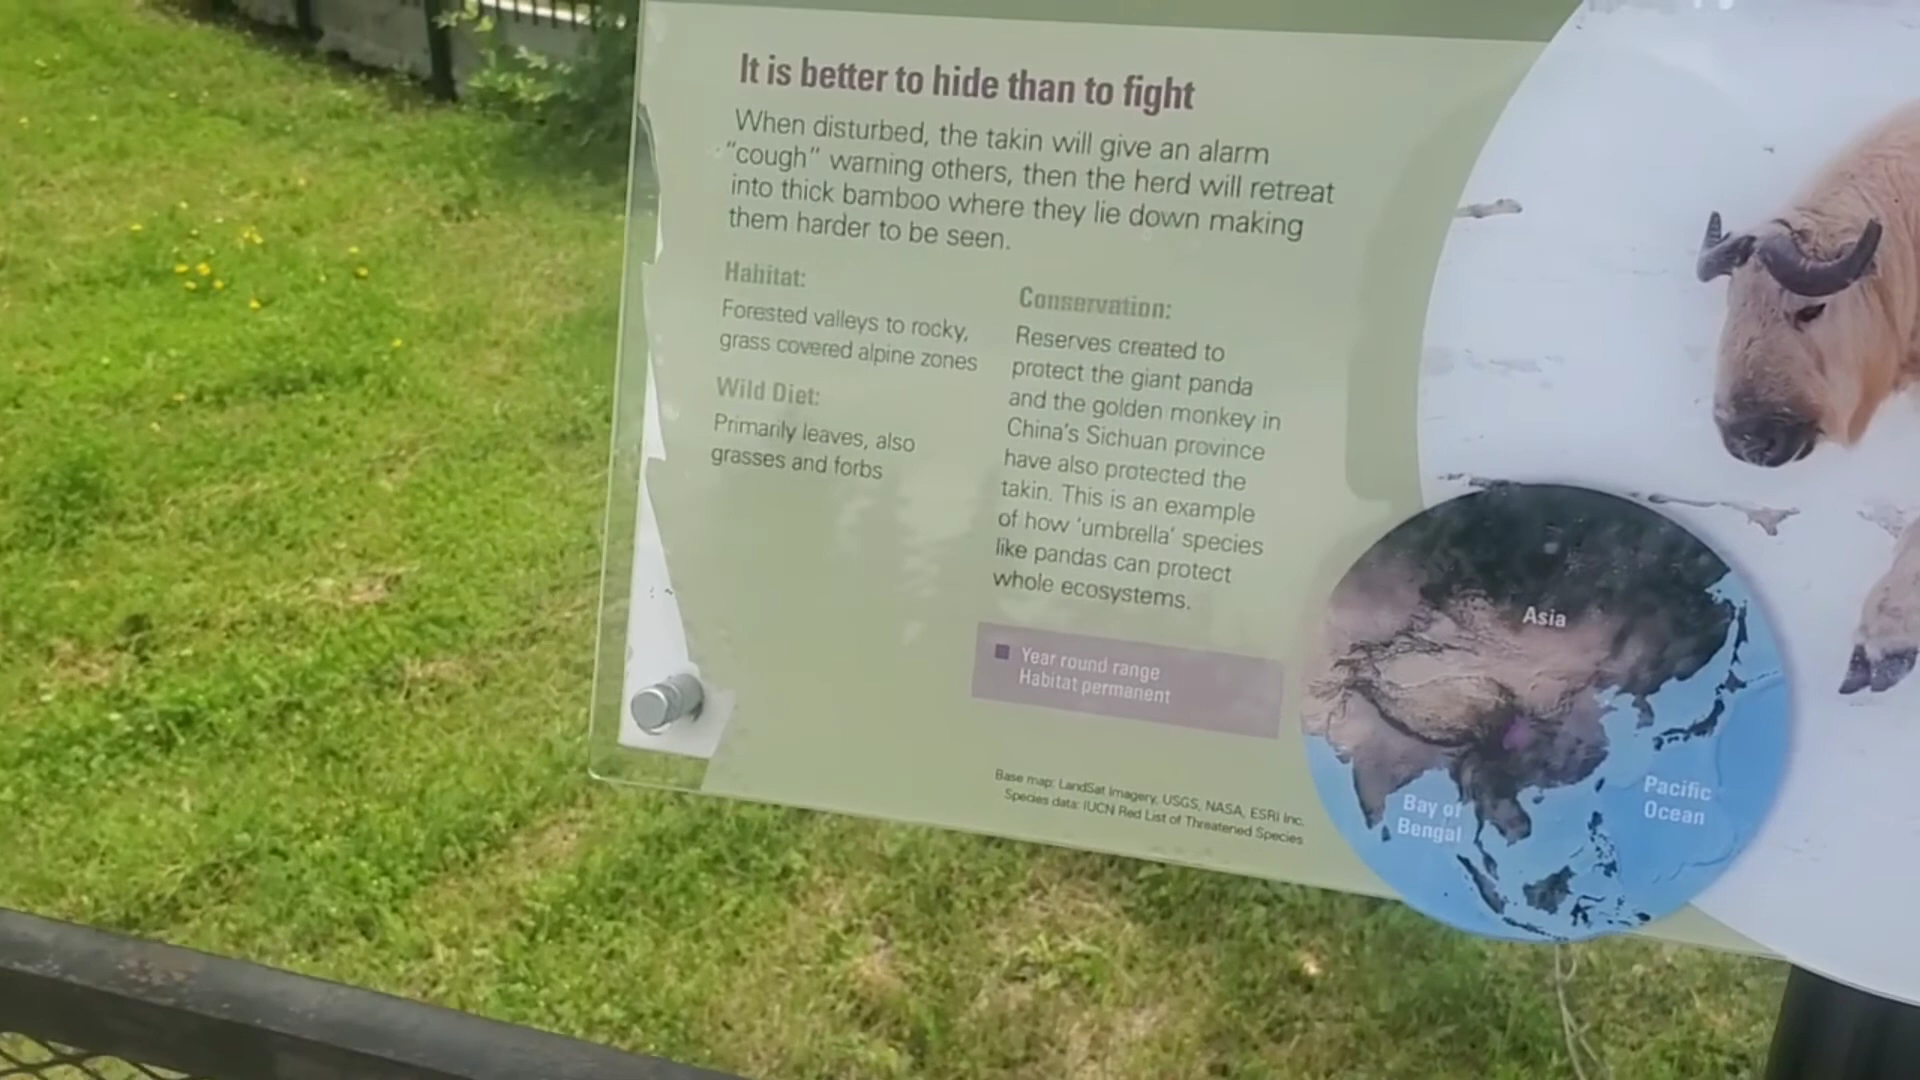 It is better to hide than to fight
When disturbed, the takin will give an alarm
“cough” warning others, then the herd will retreat
into thick bamboo where they lie down making
them harder to be seen.
Habitat:
Forested valleys to rocky,
grass covered alpine zones
Wild Diet:
Primarily leaves, also
grasses and forbs
Conservation:
Reserves created to
protect the giant panda
and the golden monkey in
China's Sichuan province
have also protected the
takin. This is an example
of how ‘umbrella’ species
like pandas can protect
whole ecosystems.
Year round range
Habitat permanent
Base map: LandSat Imagery, USGS, NASA, ESRI Inc.
Species data: IUCN Red List of Threatened Species
Asia
Bay of
Bengal
Pacific
Ocean